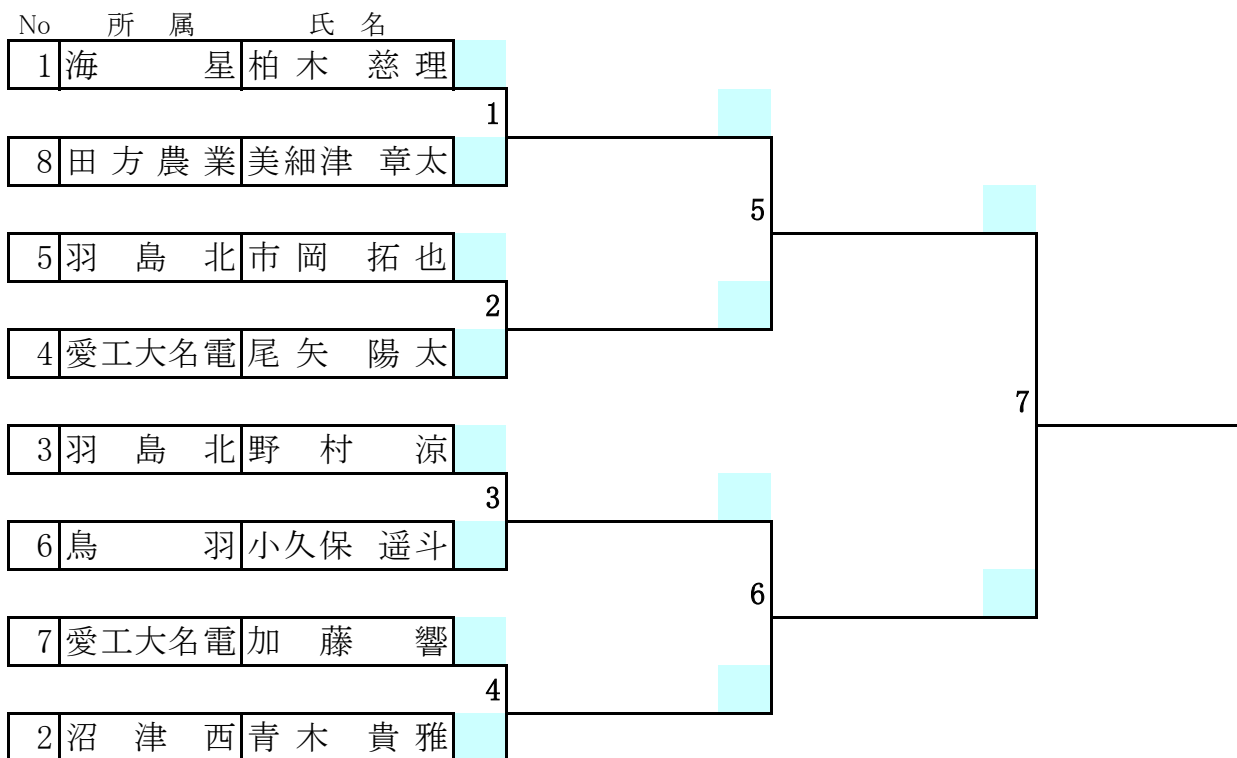 No 所 属 氏 名
1 海 星 柏 木 慈 理
1
8 田 方 農 業 美細津 章太
5
5 羽 島 北 市 岡 拓 也
2
4 愛工大名電 尾 矢 陽 太
7
3 羽 島 北 野 村 涼
3
6 鳥 羽 小久保 遥斗
6
7 愛工大名電 加 藤 響
4
2 沼 津 西 青 木 貴 雅